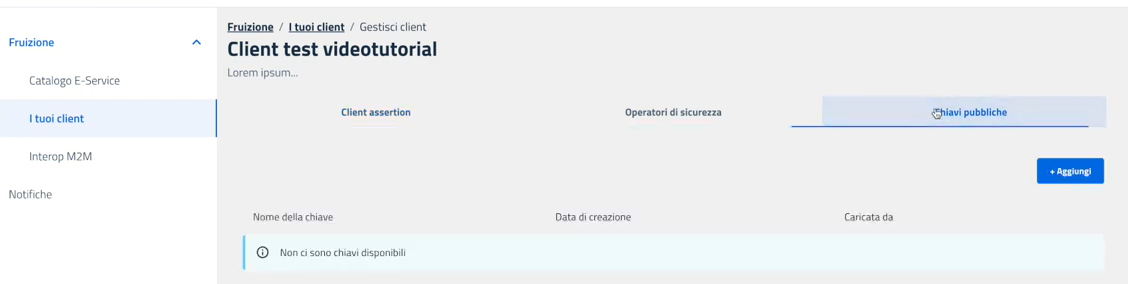 Fruizione
Catalogo E-Service
I tuoi client
Interop M2M
Notifiche
Fruizione / I tuoi client / Gestisci client
Client test videotutorial
Lorem ipsum...
Client assertion Operatori di sicurezza Chiavi pubbliche
+ Aggiungi
Nome della chiave Data di creazione Caricata da
Non ci sono chiavi disponibili